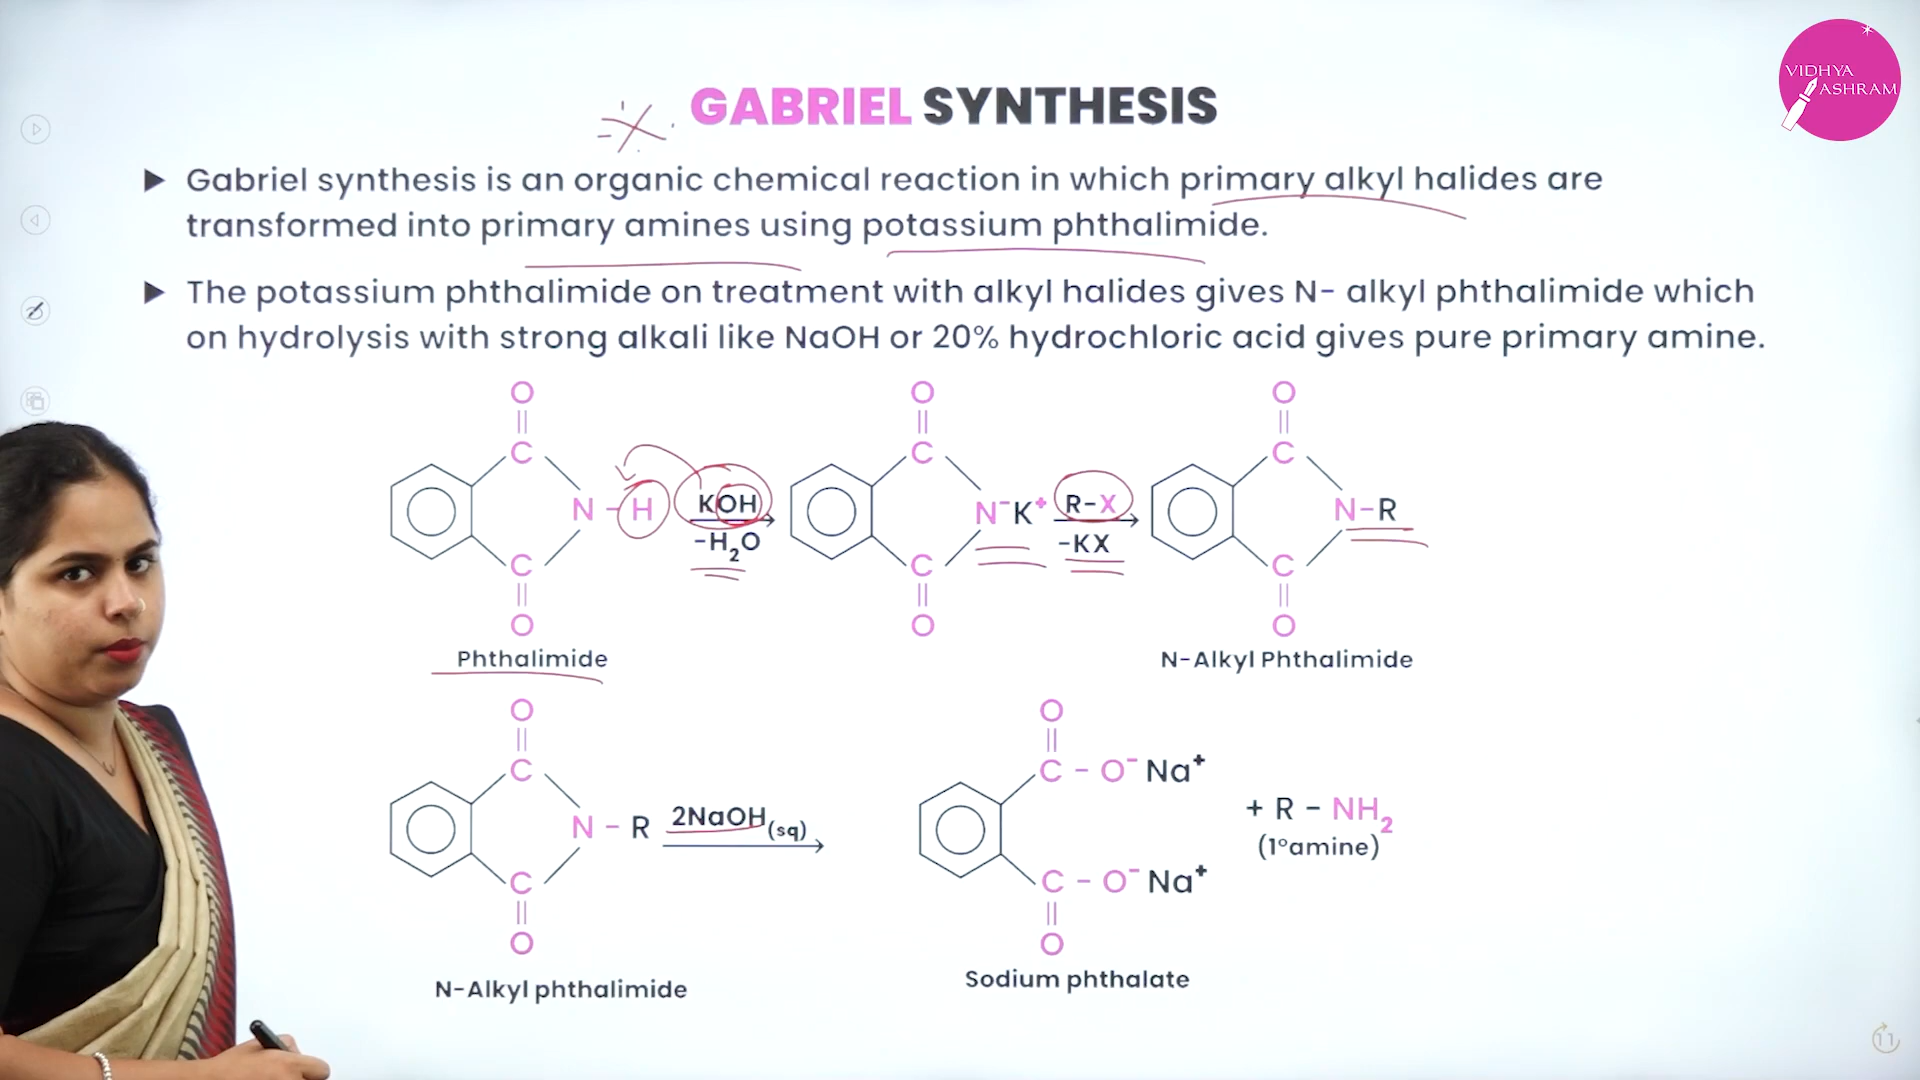 VIDHYA
ASHRAM
GABRIEL SYNTHESIS
► Gabriel synthesis is an organic chemical reaction in which primary alkyl halides are
transformed into primary amines using potassium phthalimide.
► The potassium phthalimide on treatment with alkyl halides gives N- alkyl phthalimide which
on hydrolysis with strong alkali like NaOH or 20% hydrochloric acid gives pure primary amine.
O O O
C C C
N - H KOH N⁻K⁺ R-X N-R
-H₂O -KX
C C C
O O O
Phthalimide N-Alkyl Phthalimide
O O
C C - O⁻ Na⁺
N - R 2NaOH(sq) + R - NH₂
(1°amine)
C C - O⁻ Na⁺
O O
N-Alkyl phthalimide Sodium phthalate
11